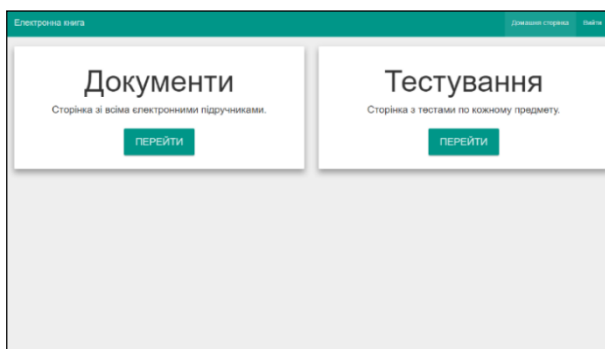 Електронна книга
Домашня сторінка Вийти
Документи
Сторінка зі всіма електронними підручниками.
ПЕРЕЙТИ
Тестування
Сторінка з тестами по кожному предмету.
ПЕРЕЙТИ